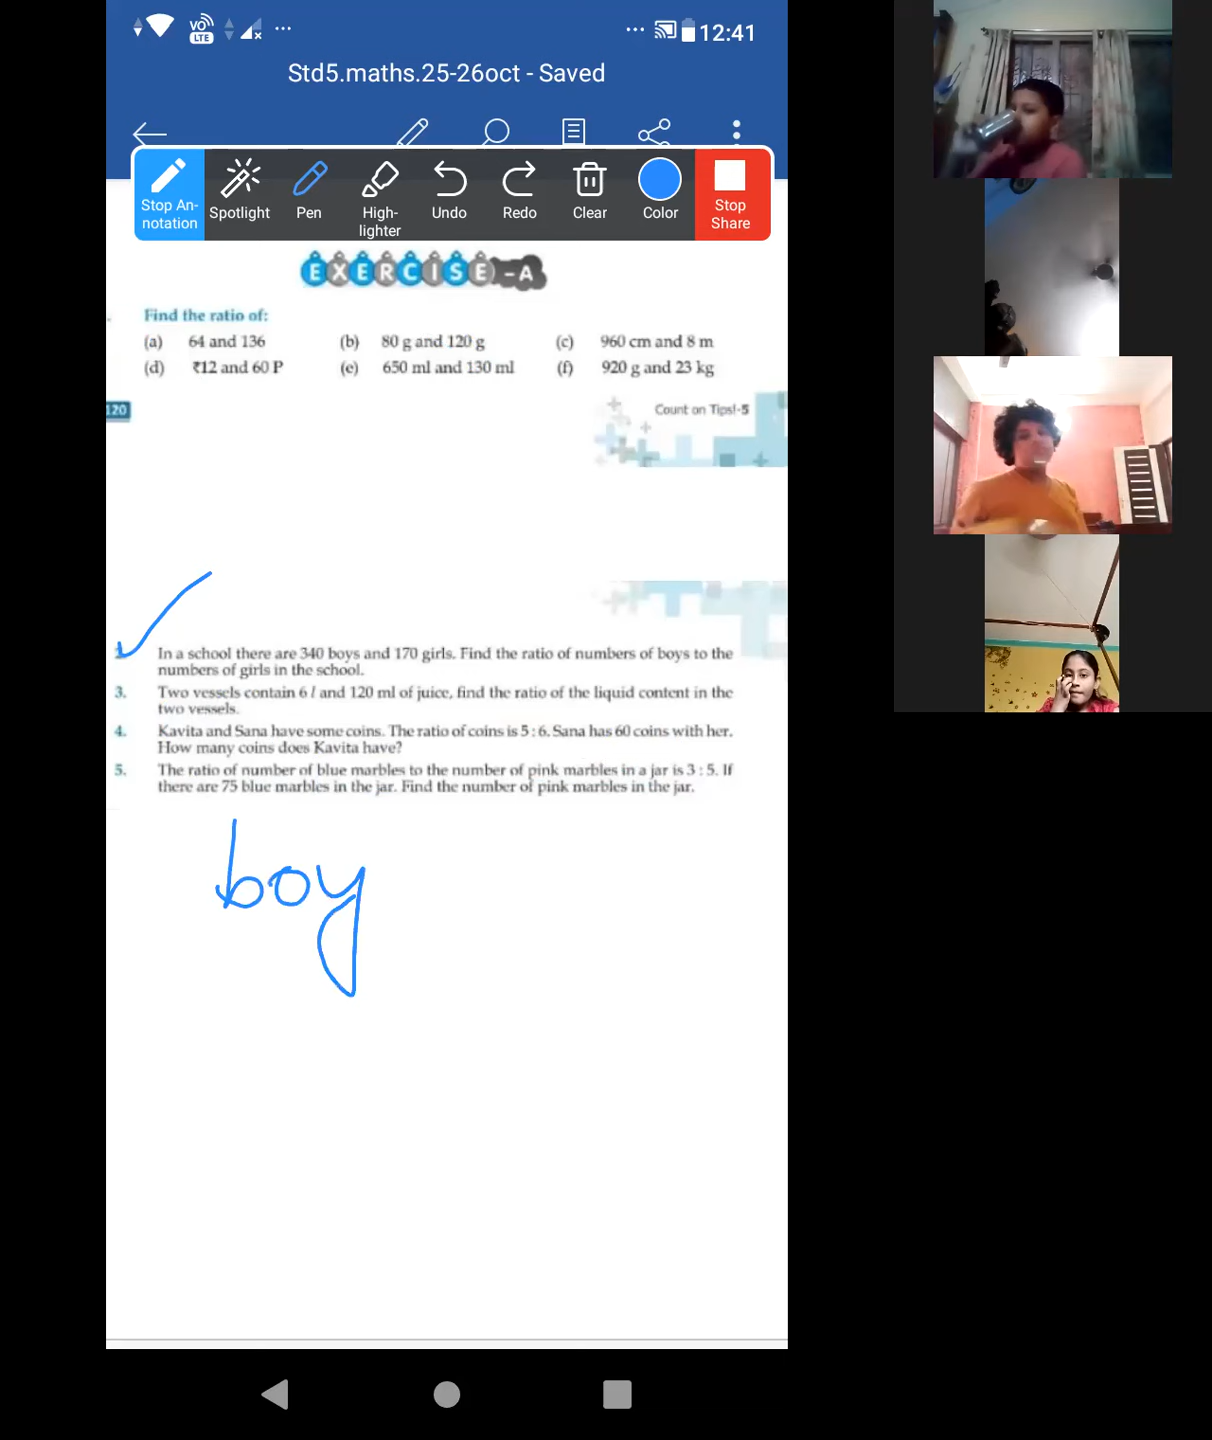 VO LTE ... ... 12:41
Std5.maths.25-26oct - Saved
Stop An-
notation
Spotlight
Pen
High-
lighter
Undo
Redo
Clear
Color
Stop
Share
EXERCISE-A
Find the ratio of:
(a) 64 and 136 (b) 80 g and 120 g (c) 960 cm and 8 m
(d) ₹12 and 60 P (e) 650 ml and 130 ml (f) 920 g and 23 kg
120
Count on Tips!-5
In a school there are 340 boys and 170 girls. Find the ratio of numbers of boys to the
numbers of girls in the school.
3. Two vessels contain 6 l and 120 ml of juice, find the ratio of the liquid content in the
two vessels.
4. Kavita and Sana have some coins. The ratio of coins is 5 : 6. Sana has 60 coins with her.
How many coins does Kavita have?
5. The ratio of number of blue marbles to the number of pink marbles in a jar is 3 : 5. If
there are 75 blue marbles in the jar. Find the number of pink marbles in the jar.
boy